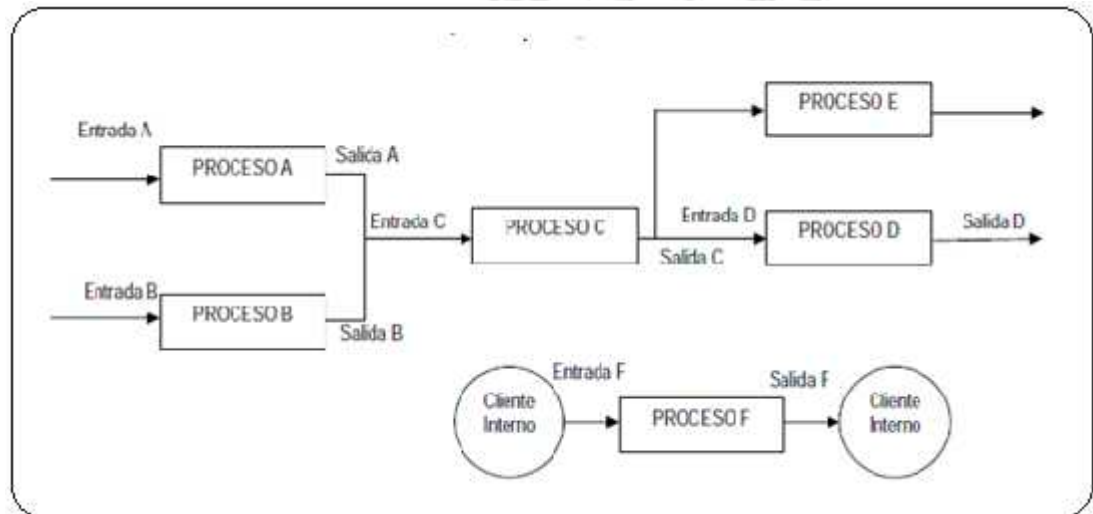 PROCESO E
Entrada A
Salica A
PROCESO A
Entrada C
PROCESO C
Entrada D
PROCESO D
Salida D
Salida C
Entrada B
PROCESO B
Salida B
Entrada F
Salida F
Cliente
Interno
PROCESO F
Cliente
Interno